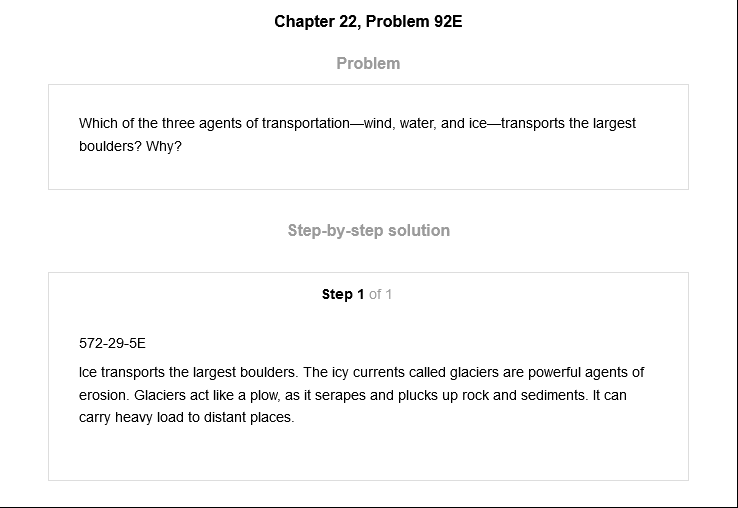 Chapter 22, Problem 92E
Problem
Which of the three agents of transportation—wind, water, and ice—transports the largest
boulders? Why?
Step-by-step solution
Step 1 of 1
572-29-5E
Ice transports the largest boulders. The icy currents called glaciers are powerful agents of
erosion. Glaciers act like a plow, as it serapes and plucks up rock and sediments. It can
carry heavy load to distant places.